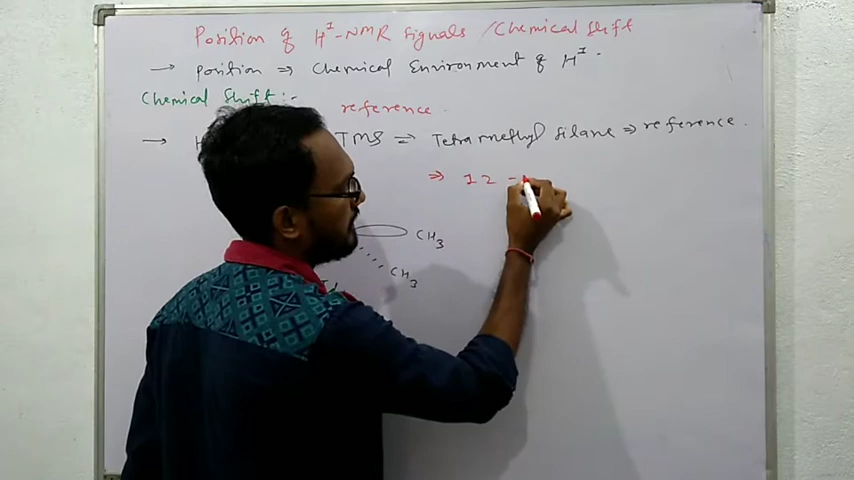 Position of H¹-NMR Signals /Chemical Shift
→ Position ⇒ Chemical Environment of H¹.
Chemical Shift :-
reference.
→ H TMS ⇒ Tetramethyl Silane ⇒ reference.
⇒ 12 -
CH3
CH3